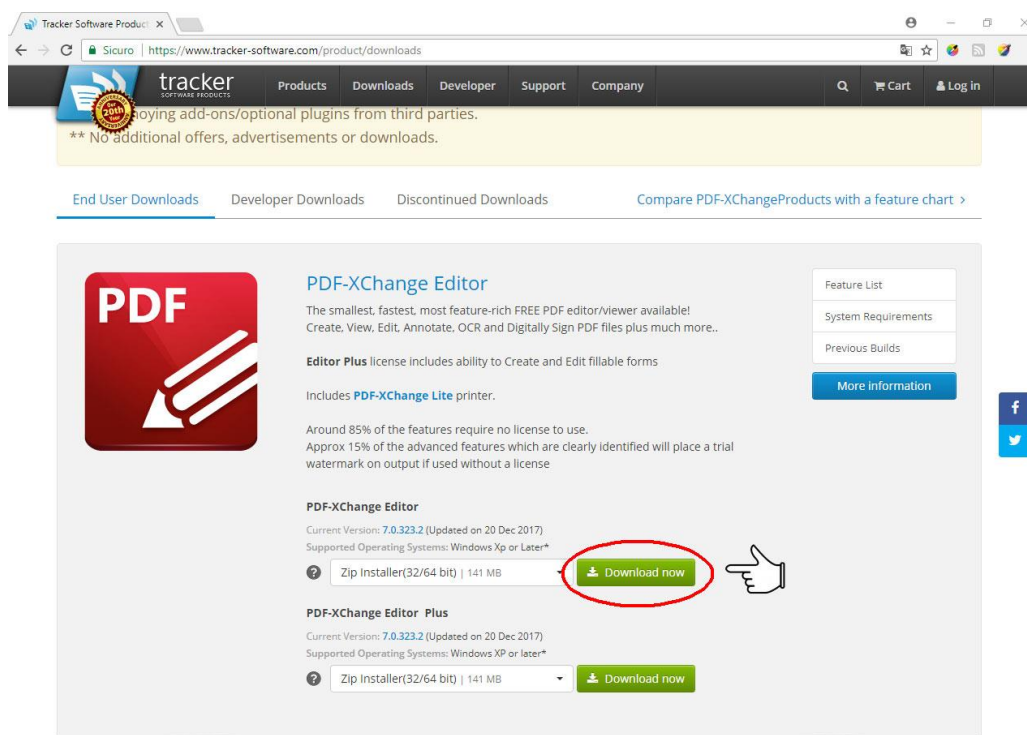 Tracker Software Produc
Sicuro https://www.tracker-software.com/product/downloads
tracker
SOFTWARE PRODUCTS
Products Downloads Developer Support Company Cart Log in
Our
20th
Year
ANNIVERSARY
oying add-ons/optional plugins from third parties.
** No additional offers, advertisements or downloads.
End User Downloads Developer Downloads Discontinued Downloads Compare PDF-XChangeProducts with a feature chart >
PDF
PDF-XChange Editor
The smallest, fastest, most feature-rich FREE PDF editor/viewer available!
Create, View, Edit, Annotate, OCR and Digitally Sign PDF files plus much more..
Editor Plus license includes ability to Create and Edit fillable forms
Includes PDF-XChange Lite printer.
Around 85% of the features require no license to use.
Approx 15% of the advanced features which are clearly identified will place a trial
watermark on output if used without a license
Feature List
System Requirements
Previous Builds
More information
PDF-XChange Editor
Current Version: 7.0.323.2 (Updated on 20 Dec 2017)
Supported Operating Systems: Windows Xp or Later*
? Zip Installer(32/64 bit) | 141 MB Download now
PDF-XChange Editor Plus
Current Version: 7.0.323.2 (Updated on 20 Dec 2017)
Supported Operating Systems: Windows XP or later*
? Zip Installer(32/64 bit) | 141 MB Download now
f